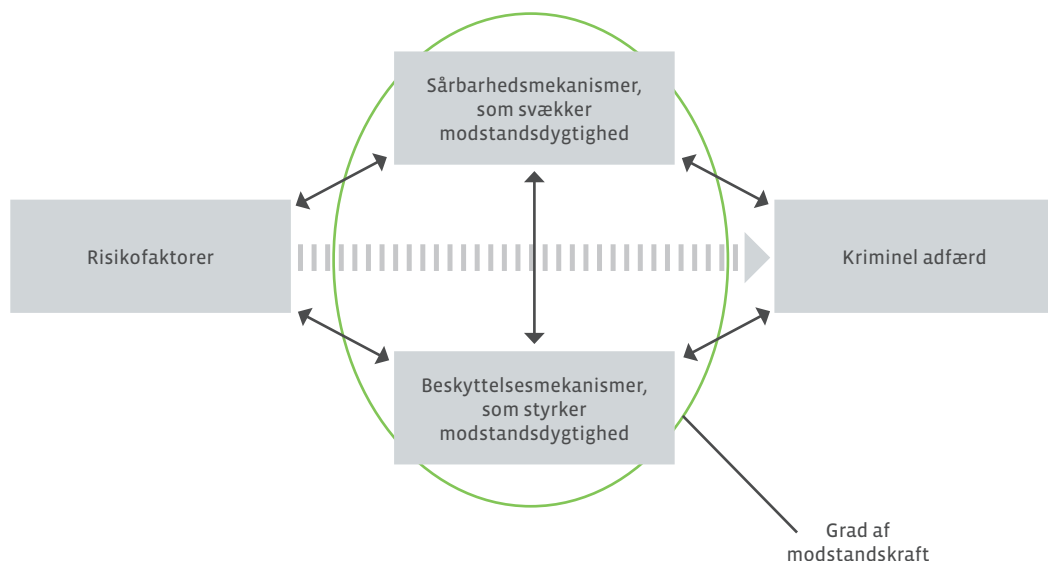 Sårbarhedsmekanismer,
som svækker
modstandsdygtighed
Risikofaktorer
Kriminel adfærd
Beskyttelsesmekanismer,
som styrker
modstandsdygtighed
Grad af
modstandskraft